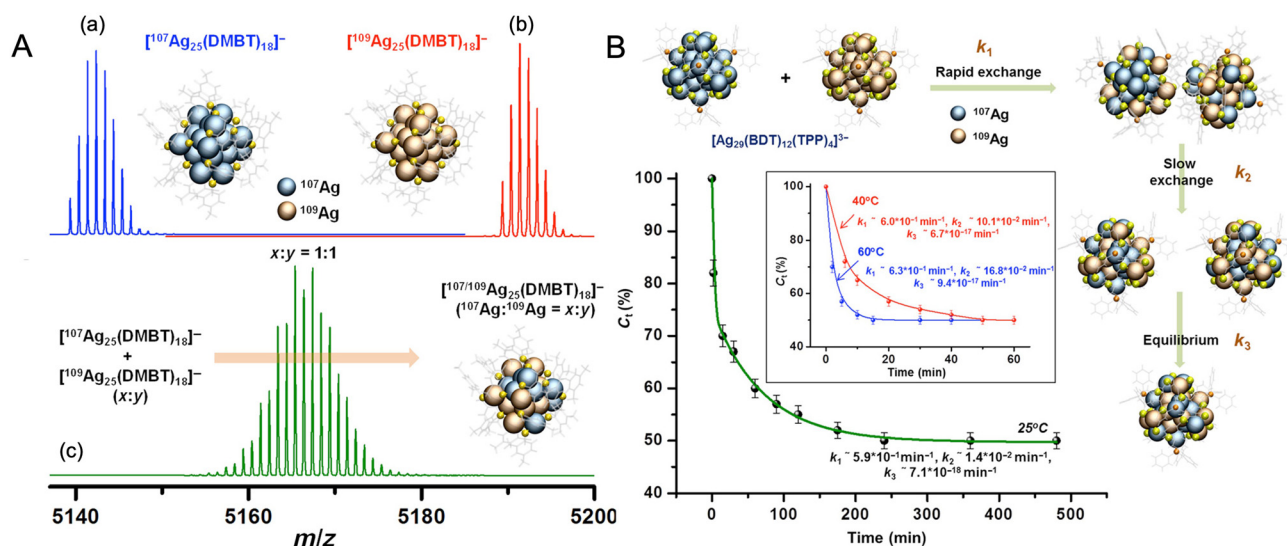 A
(a)
(b)
[¹⁰⁷Ag₂₅(DMBT)₁₈]⁻
[¹⁰⁹Ag₂₅(DMBT)₁₈]⁻
¹⁰⁷Ag
¹⁰⁹Ag
x:y = 1:1
[¹⁰⁷Ag₂₅(DMBT)₁₈]⁻
+
[¹⁰⁹Ag₂₅(DMBT)₁₈]⁻
(x:y)
[¹⁰⁷/¹⁰⁹Ag₂₅(DMBT)₁₈]⁻
(¹⁰⁷Ag:¹⁰⁹Ag = x:y)
(c)
5140
5160
5180
5200
m/z
B
+
k₁
Rapid exchange
¹⁰⁷Ag
¹⁰⁹Ag
[Ag₂₉(BDT)₁₂(TPP)₄]³⁻
Slow
exchange
k₂
Equilibrium
k₃
100
90
80
70
60
50
40
Cₜ (%)
0
100
200
300
400
500
Time (min)
25°C
k₁ ~ 5.9*10⁻¹ min⁻¹, k₂ ~ 1.4*10⁻² min⁻¹,
k₃ ~ 7.1*10⁻¹⁸ min⁻¹
100
80
60
Cₜ (%)
0
20
40
60
Time (min)
40°C
k₁ ~ 6.0*10⁻¹ min⁻¹, k₂ ~ 10.1*10⁻² min⁻¹,
k₃ ~ 6.7*10⁻¹⁷ min⁻¹
60°C
k₁ ~ 6.3*10⁻¹ min⁻¹, k₂ ~ 16.8*10⁻² min⁻¹
k₃ ~ 9.4*10⁻¹⁷ min⁻¹